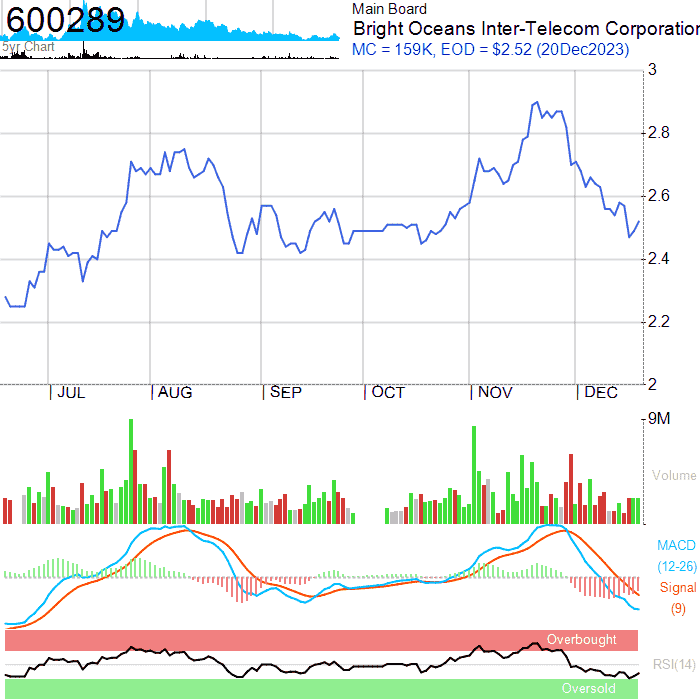 600289
5yr Chart
Main Board
Bright Oceans Inter-Telecom Corporation
MC = 159K, EOD = $2.52 (20Dec2023)
3
2.8
2.6
2.4
2.2
2
JUL AUG SEP OCT NOV DEC
9M
Volume
MACD
(12-26)
Signal
(9)
Overbought
RSI(14)
Oversold